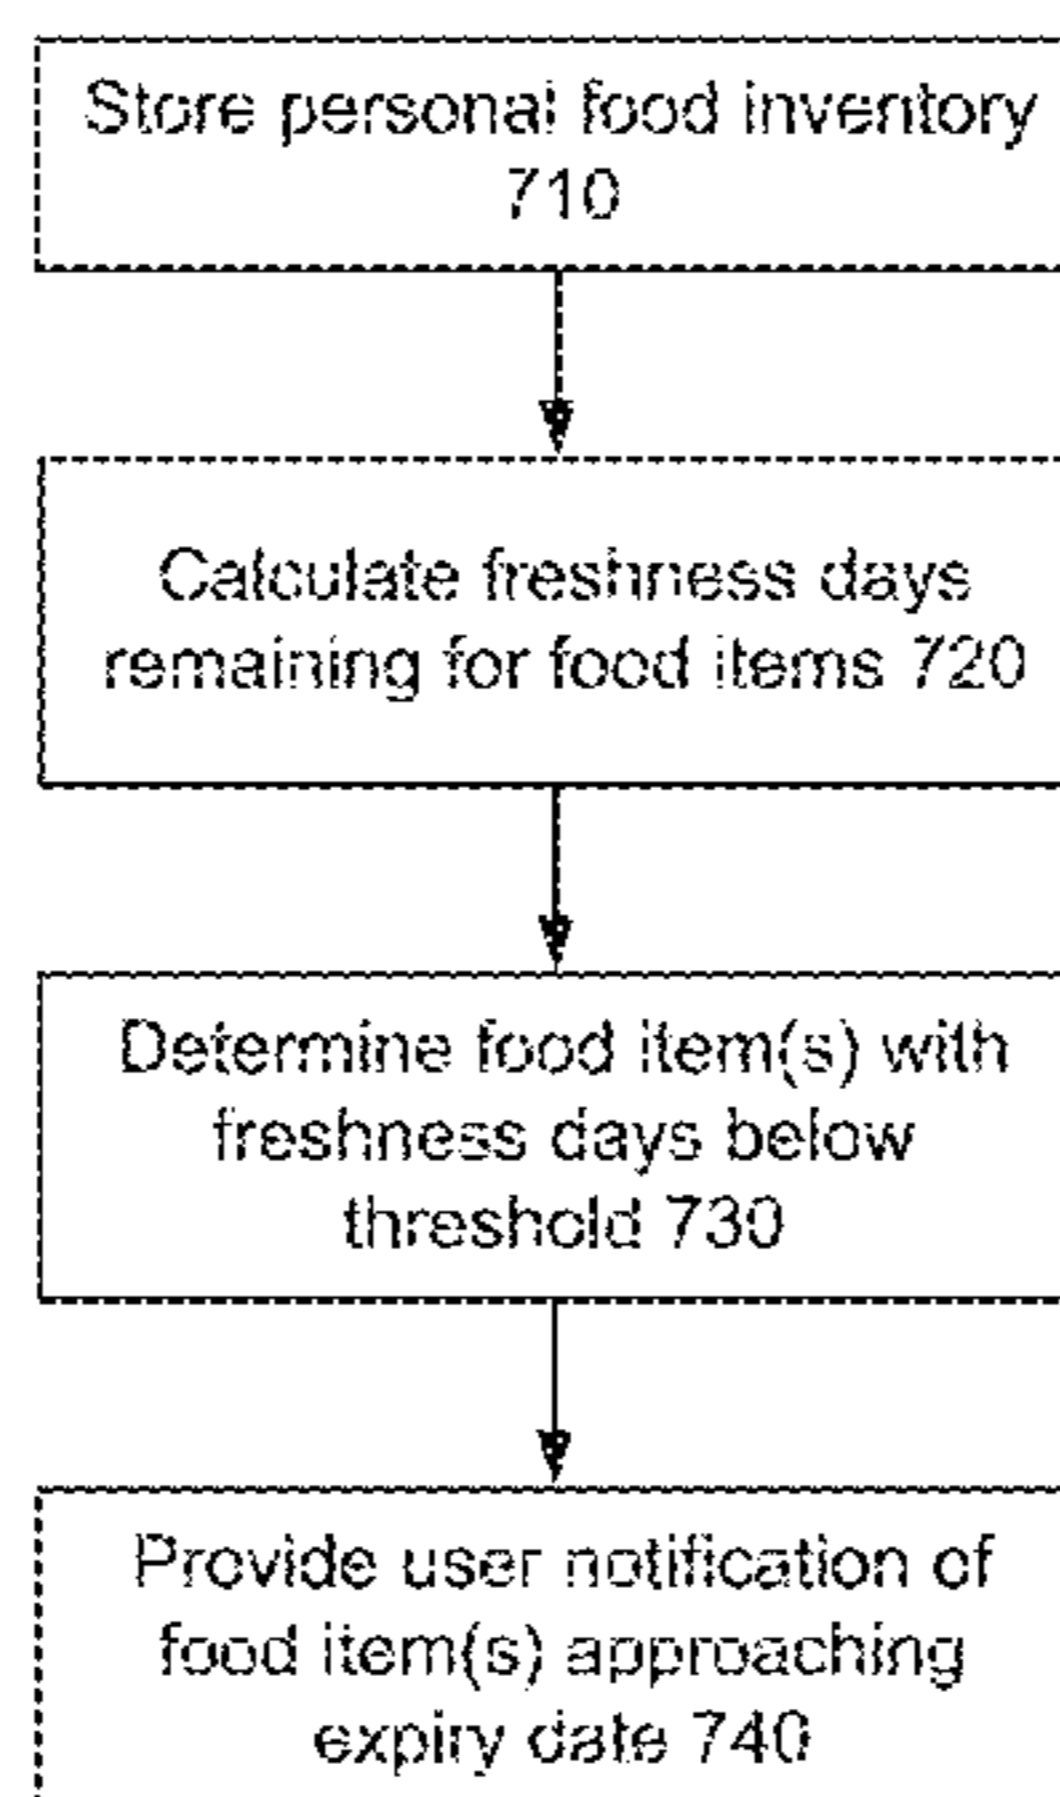 Store personal food inventory
710
Calculate freshness days
remaining for food items 720
Determine food item(s) with
freshness days below
threshold 730
Provide user notification of
food item(s) approaching
expiry date 740